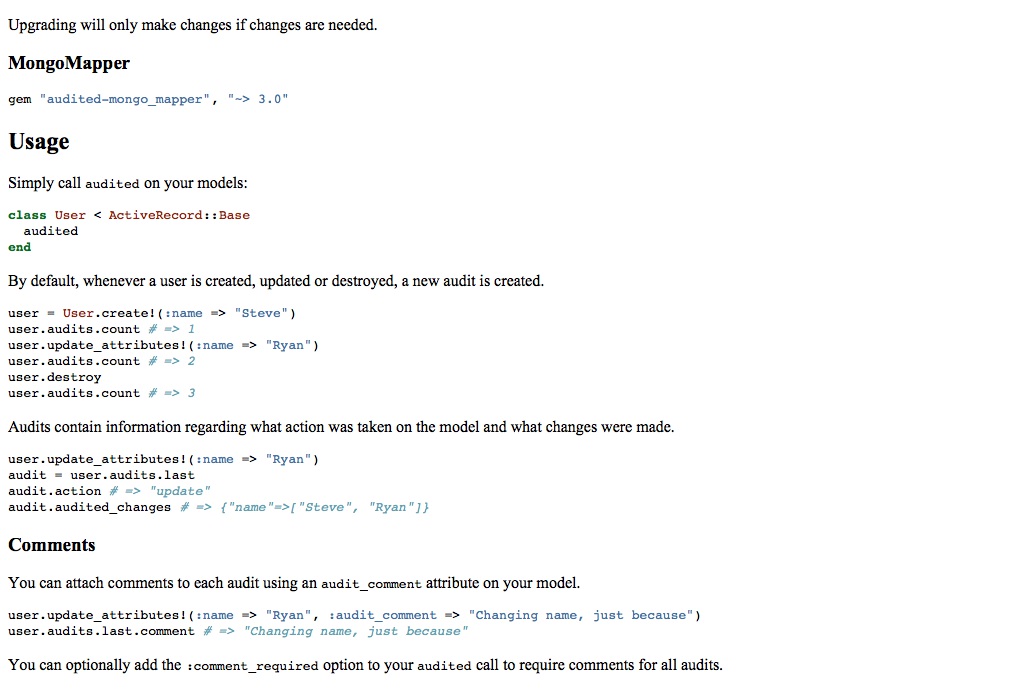 Upgrading will only make changes if changes are needed.
MongoMapper
gem "audited-mongo_mapper", "~> 3.0"
Usage
Simply call audited on your models:
class User < ActiveRecord::Base
  audited
end
By default, whenever a user is created, updated or destroyed, a new audit is created.
user = User.create!(:name => "Steve")
user.audits.count # => 1
user.update_attributes!(:name => "Ryan")
user.audits.count # => 2
user.destroy
user.audits.count # => 3
Audits contain information regarding what action was taken on the model and what changes were made.
user.update_attributes!(:name => "Ryan")
audit = user.audits.last
audit.action # => "update"
audit.audited_changes # => {"name"=>["Steve", "Ryan"]}
Comments
You can attach comments to each audit using an audit_comment attribute on your model.
user.update_attributes!(:name => "Ryan", :audit_comment => "Changing name, just because")
user.audits.last.comment # => "Changing name, just because"
You can optionally add the :comment_required option to your audited call to require comments for all audits.